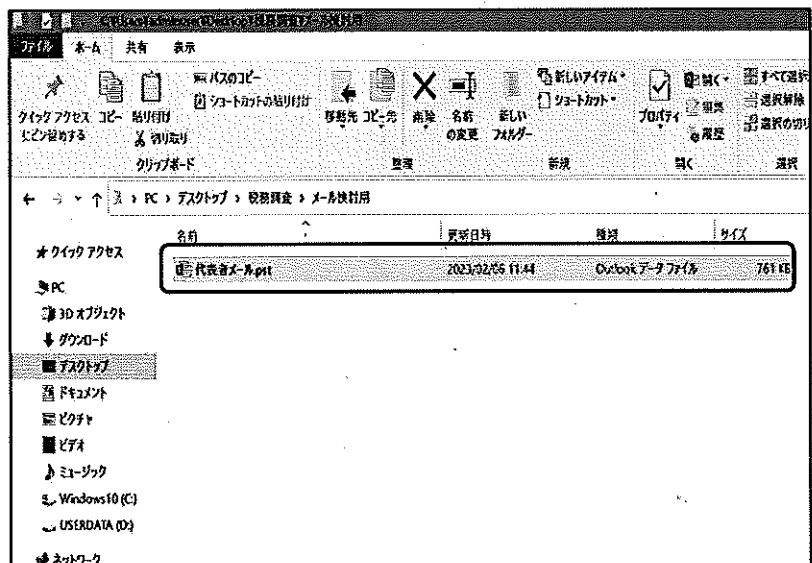 ファイル ホーム 共有 表示
クイック アクセス
にピン留めする
コピー
貼り付け
パスのコピー
ショートカットの貼り付け
切り取り
クリップボード
移動先 コピー先 削除 名前
の変更
整理
新しい
フォルダー
新しいアイテム
ショートカット
新規
プロパティ
開く
編集
履歴
開く
すべて選択
選択解除
選択の切り
選択
PC › デスクトップ › 税務調査 › メール検討用
名前 更新日時 種類 サイズ
代表者メール.pst 2023/02/06 11:44 Outlook データ ファイル 761 KB
クイック アクセス
PC
3D オブジェクト
ダウンロード
デスクトップ
ドキュメント
ピクチャ
ビデオ
ミュージック
Windows10 (C:)
USERDATA (D:)
ネットワーク